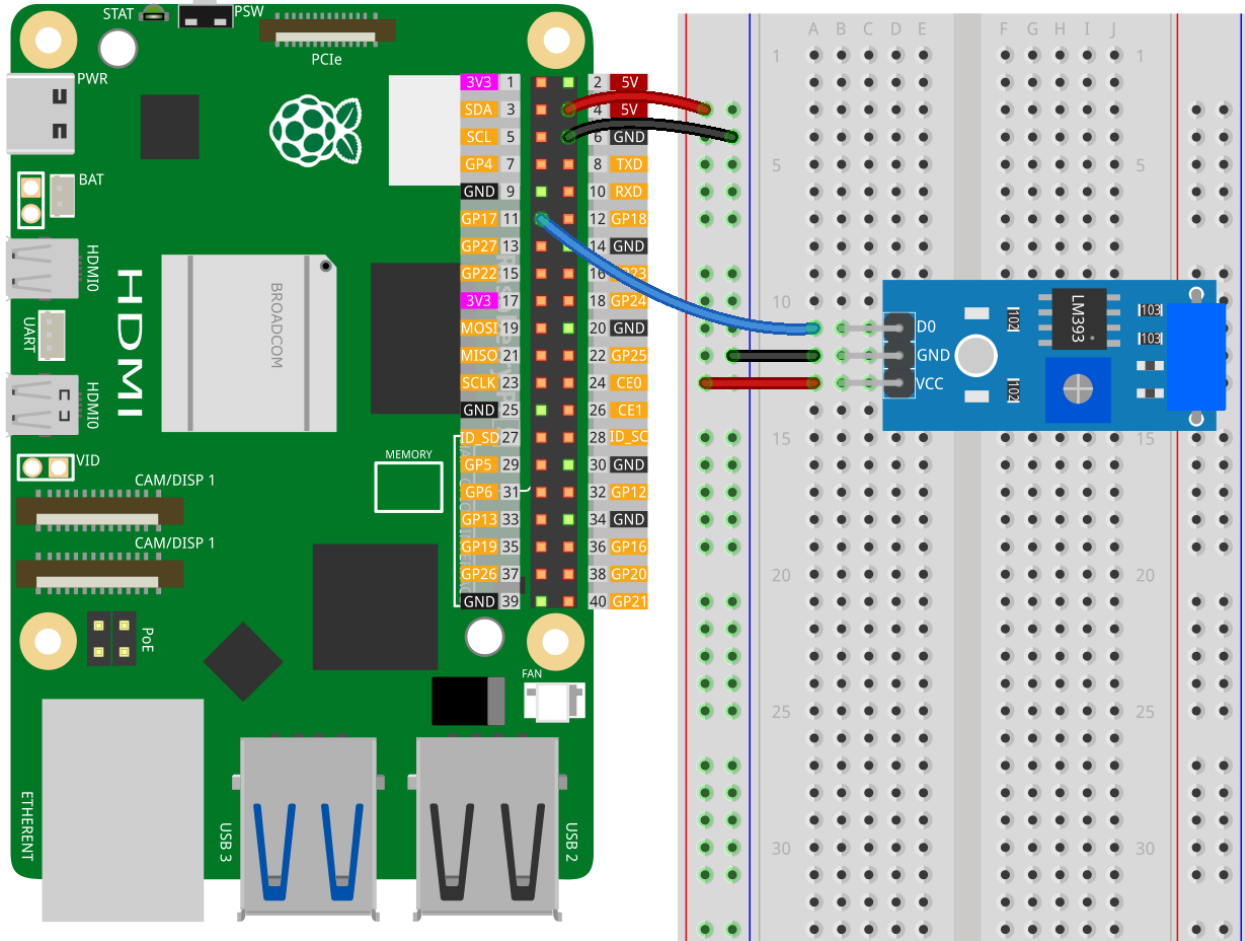 STAT
PSW
PCIe
PWR
BAT
HDMI0
UART
HDMI0
VID
HDMI
BROADCOM
MEMORY
CAM/DISP 1
CAM/DISP 1
PoE
FAN
ETHERENT
USB 3
USB 2
3V3 1 2 5V
SDA 3 4 5V
SCL 5 6 GND
GP4 7 8 TXD
GND 9 10 RXD
GP17 11 12 GP18
GP27 13 14 GND
GP22 15 16
3V3 17 18 GP24
MOSI 19 20 GND
MISO 21 22 GP25
SCLK 23 24 CE0
GND 25 26 CE1
ID_SD 27 28 ID_SC
GP5 29 30 GND
GP6 31 32 GP12
GP13 33 34 GND
GP19 35 36 GP16
GP26 37 38 GP20
GND 39 40 GP21
A B C D E F G H I J
1 1
5 5
10
15 15
20 20
25 25
30 30
D0
GND
VCC
102
102
LM393
103
103